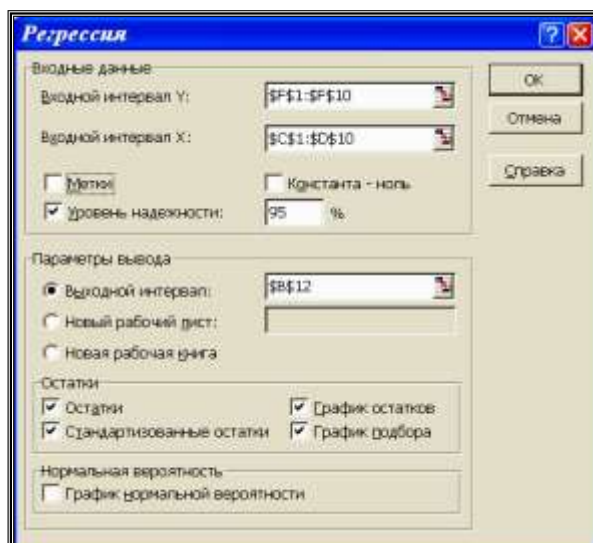 Регрессия
Входные данные
Входной интервал Y: $F$1:$F$10
Входной интервал X: $C$1:$D$10
Метки Константа - ноль
Уровень надежности: 95 %
OK
Отмена
Справка
Параметры вывода
Выходной интервал: $B$12
Новый рабочий лист:
Новая рабочая книга
Остатки
Остатки График остатков
Стандартизованные остатки График подбора
Нормальная вероятность
График нормальной вероятности